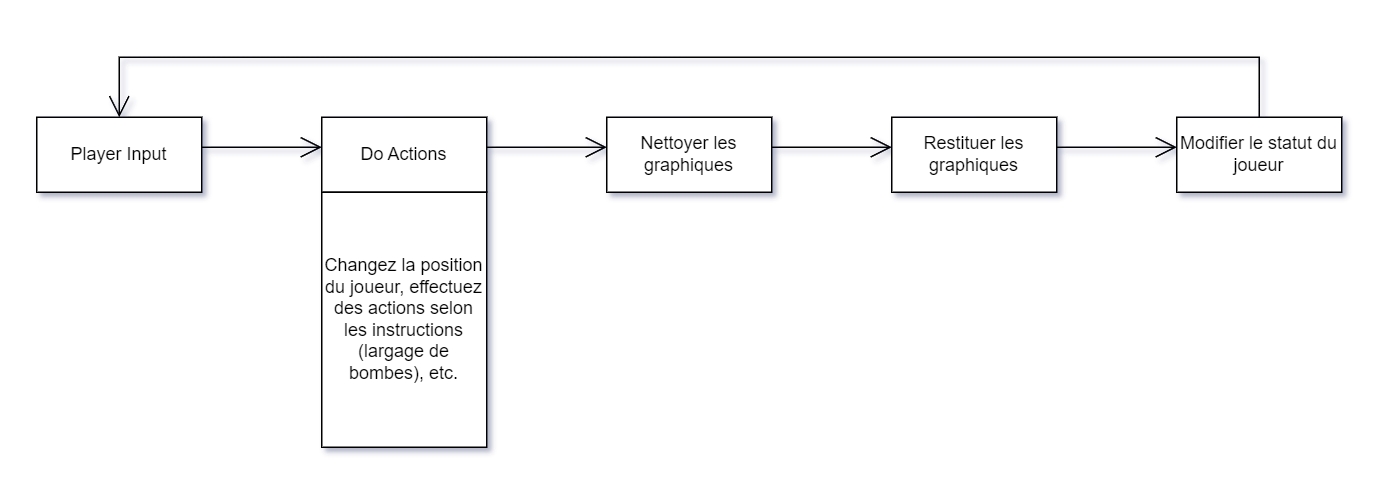 Player Input
Do Actions
Changez la position
du joueur, effectuez
des actions selon
les instructions
(largage de
bombes), etc.
Nettoyer les
graphiques
Restituer les
graphiques
Modifier le statut du
joueur